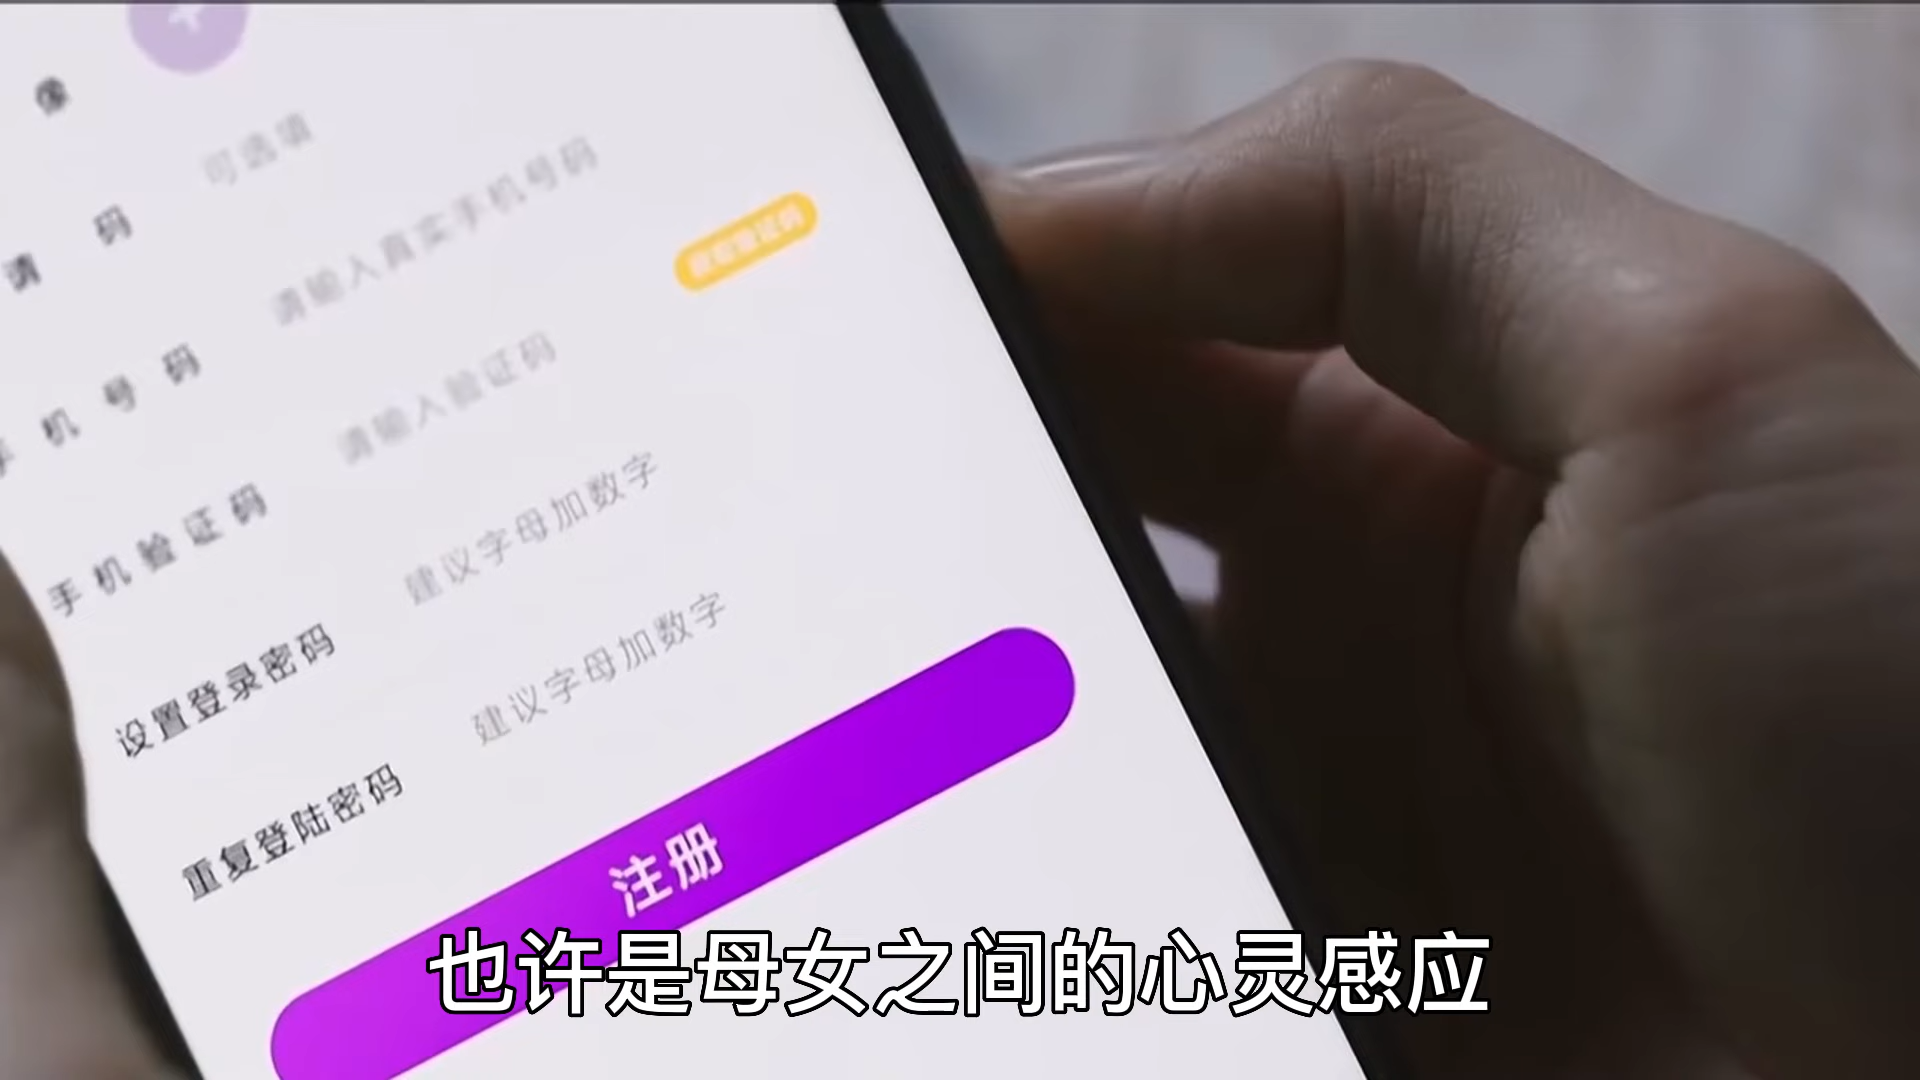 像
请 码
可选填
手 机 号 码
请输入真实手机号码
手机验证码
请输入验证码
获取验证码
设置登录密码
建议字母加数字
重复登陆密码
建议字母加数字
注册
也许是母女之间的心灵感应